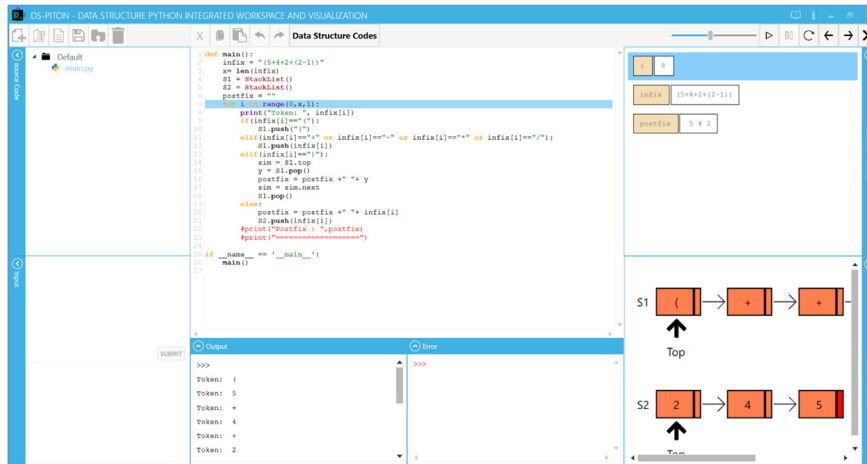 DS-PITON - DATA STRUCTURE PYTHON INTEGRATED WORKSPACE AND VISUALIZATION
Data Structure Codes
source Code
Default
main.py
1 def main():
2 infix = "(5+4+2+(2-1))"
3 x= len(infix)
4 S1 = StackList()
5 S2 = StackList()
6 postfix = ""
7 for i in range(0,x,1):
8 print("Token: ", infix[i])
9 if(infix[i]=="("):
10 S1.push("(")
11 elif(infix[i]=="+" or infix[i]=="-" or infix[i]=="*" or infix[i]=="/"):
12 S1.push(infix[i])
13 elif(infix[i]==")"):
14 sim = S1.top
15 y = S1.pop()
16 postfix = postfix +" "+ y
17 sim = sim.next
18 S1.pop()
19 else:
20 postfix = postfix +" "+ infix[i]
21 S2.push(infix[i])
22 #print("Postfix : ",postfix)
23 #print("===================")
24
25 if __name__ == '__main__':
26 main()
27
i 8
infix (5+4+2+(2-1))
postfix 5 4 2
Input
SUBMIT
Output
>>>
Token: (
Token: 5
Token: +
Token: 4
Token: +
Token: 2
Error
>>>
S1 ( + +
Top
S2 2 4 5
Top